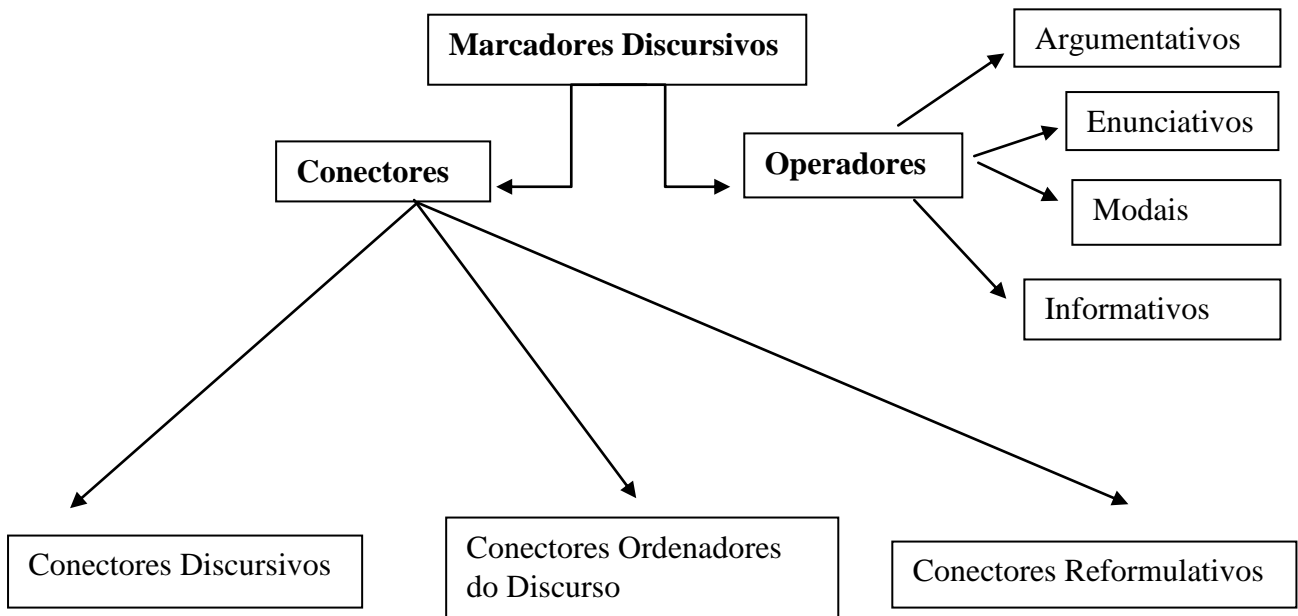 Marcadores Discursivos
Argumentativos
Enunciativos
Conectores
Operadores
Modais
Informativos
Conectores Discursivos
Conectores Ordenadores
do Discurso
Conectores Reformulativos